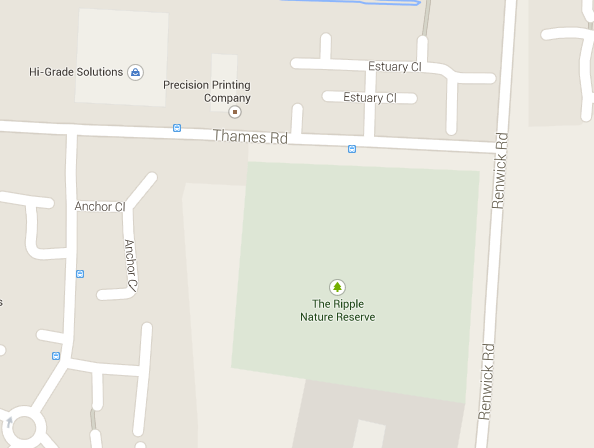 Estuary Cl
Hi-Grade Solutions
Precision Printing
Company
Estuary Cl
Thames Rd
Renwick Rd
Anchor Cl
Anchor Cl
The Ripple
Nature Reserve
Renwick Rd
s